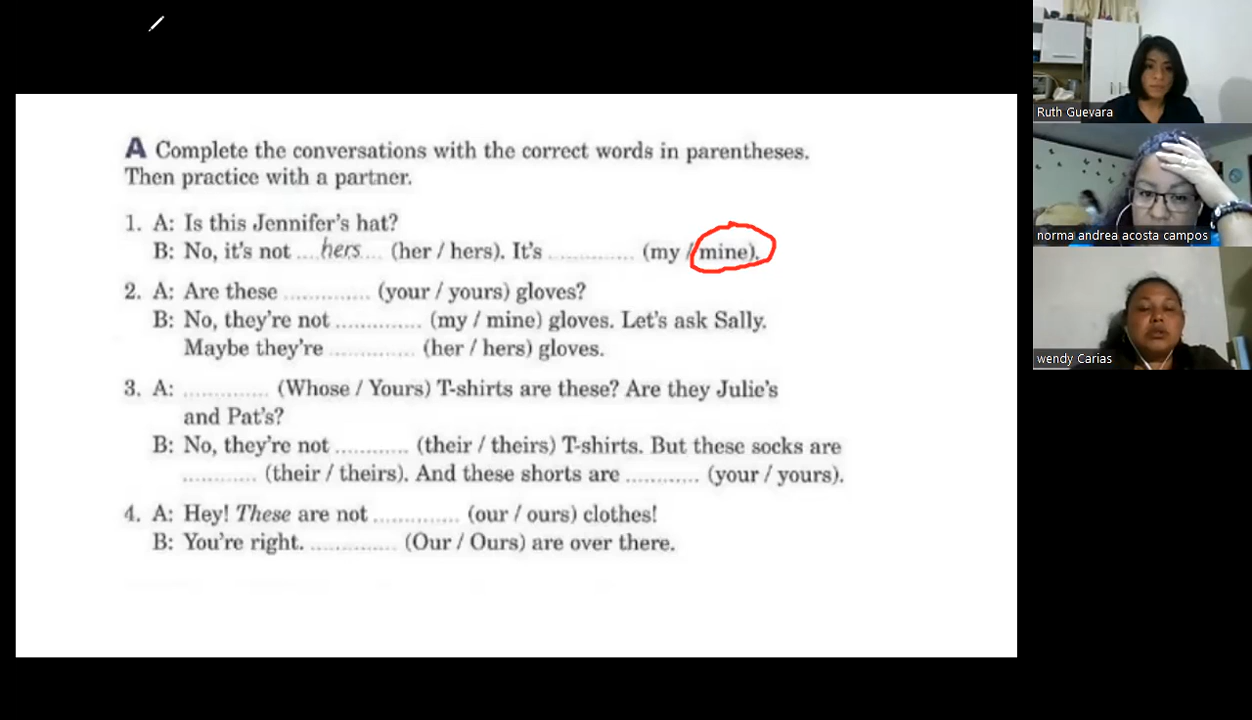 A Complete the conversations with the correct words in parentheses.
Then practice with a partner.
1. A: Is this Jennifer's hat?
B: No, it's not ....hers.... (her / hers). It's .............. (my / mine).
2. A: Are these .............. (your / yours) gloves?
B: No, they're not .............. (my / mine) gloves. Let's ask Sally.
Maybe they're .............. (her / hers) gloves.
3. A: .............. (Whose / Yours) T-shirts are these? Are they Julie's
and Pat's?
B: No, they're not ............ (their / theirs) T-shirts. But these socks are
............ (their / theirs). And these shorts are ............ (your / yours).
4. A: Hey! These are not .............. (our / ours) clothes!
B: You're right. .............. (Our / Ours) are over there.
Ruth Guevara
norma andrea acosta campos
wendy Carias